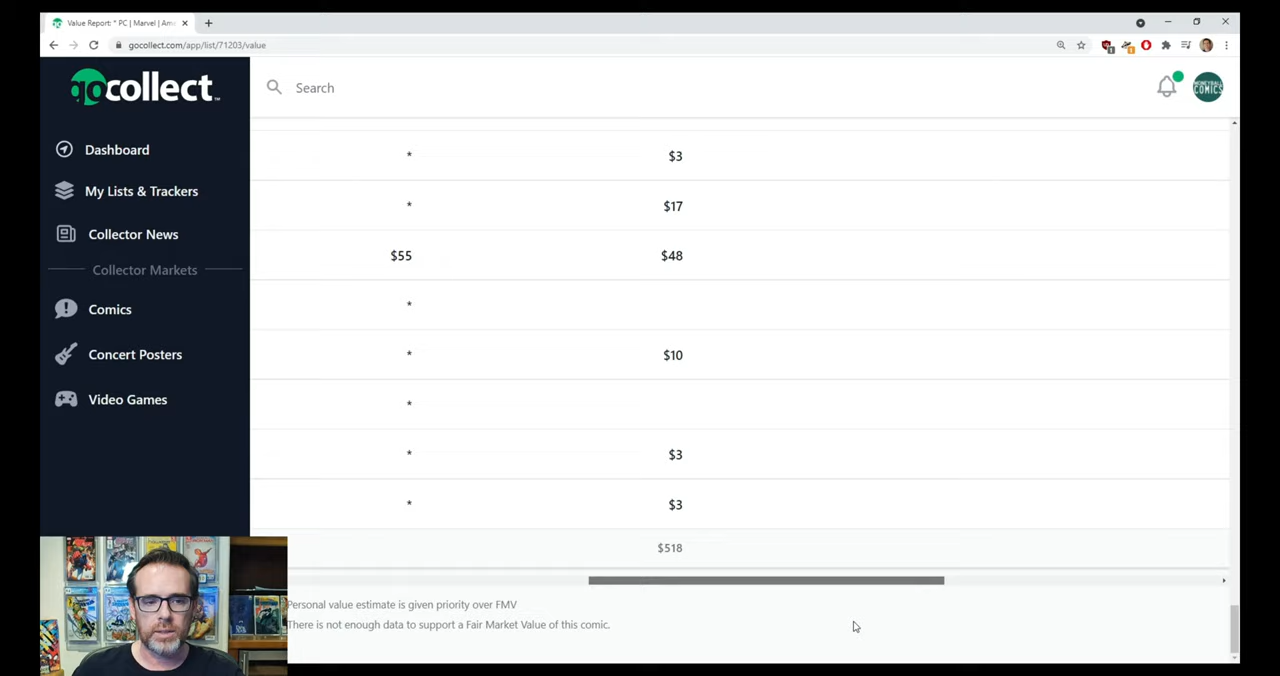 Value Report: * PC | Marvel | Am
gocollect.com/app/list/71203/value
gocollect
Search
MONEYBALL
COMICS
Dashboard
My Lists & Trackers
Collector News
Collector Markets
Comics
Concert Posters
Video Games
* $3
* $17
$55 $48
*
* $10
*
* $3
* $3
$518
Personal value estimate is given priority over FMV
There is not enough data to support a Fair Market Value of this comic.